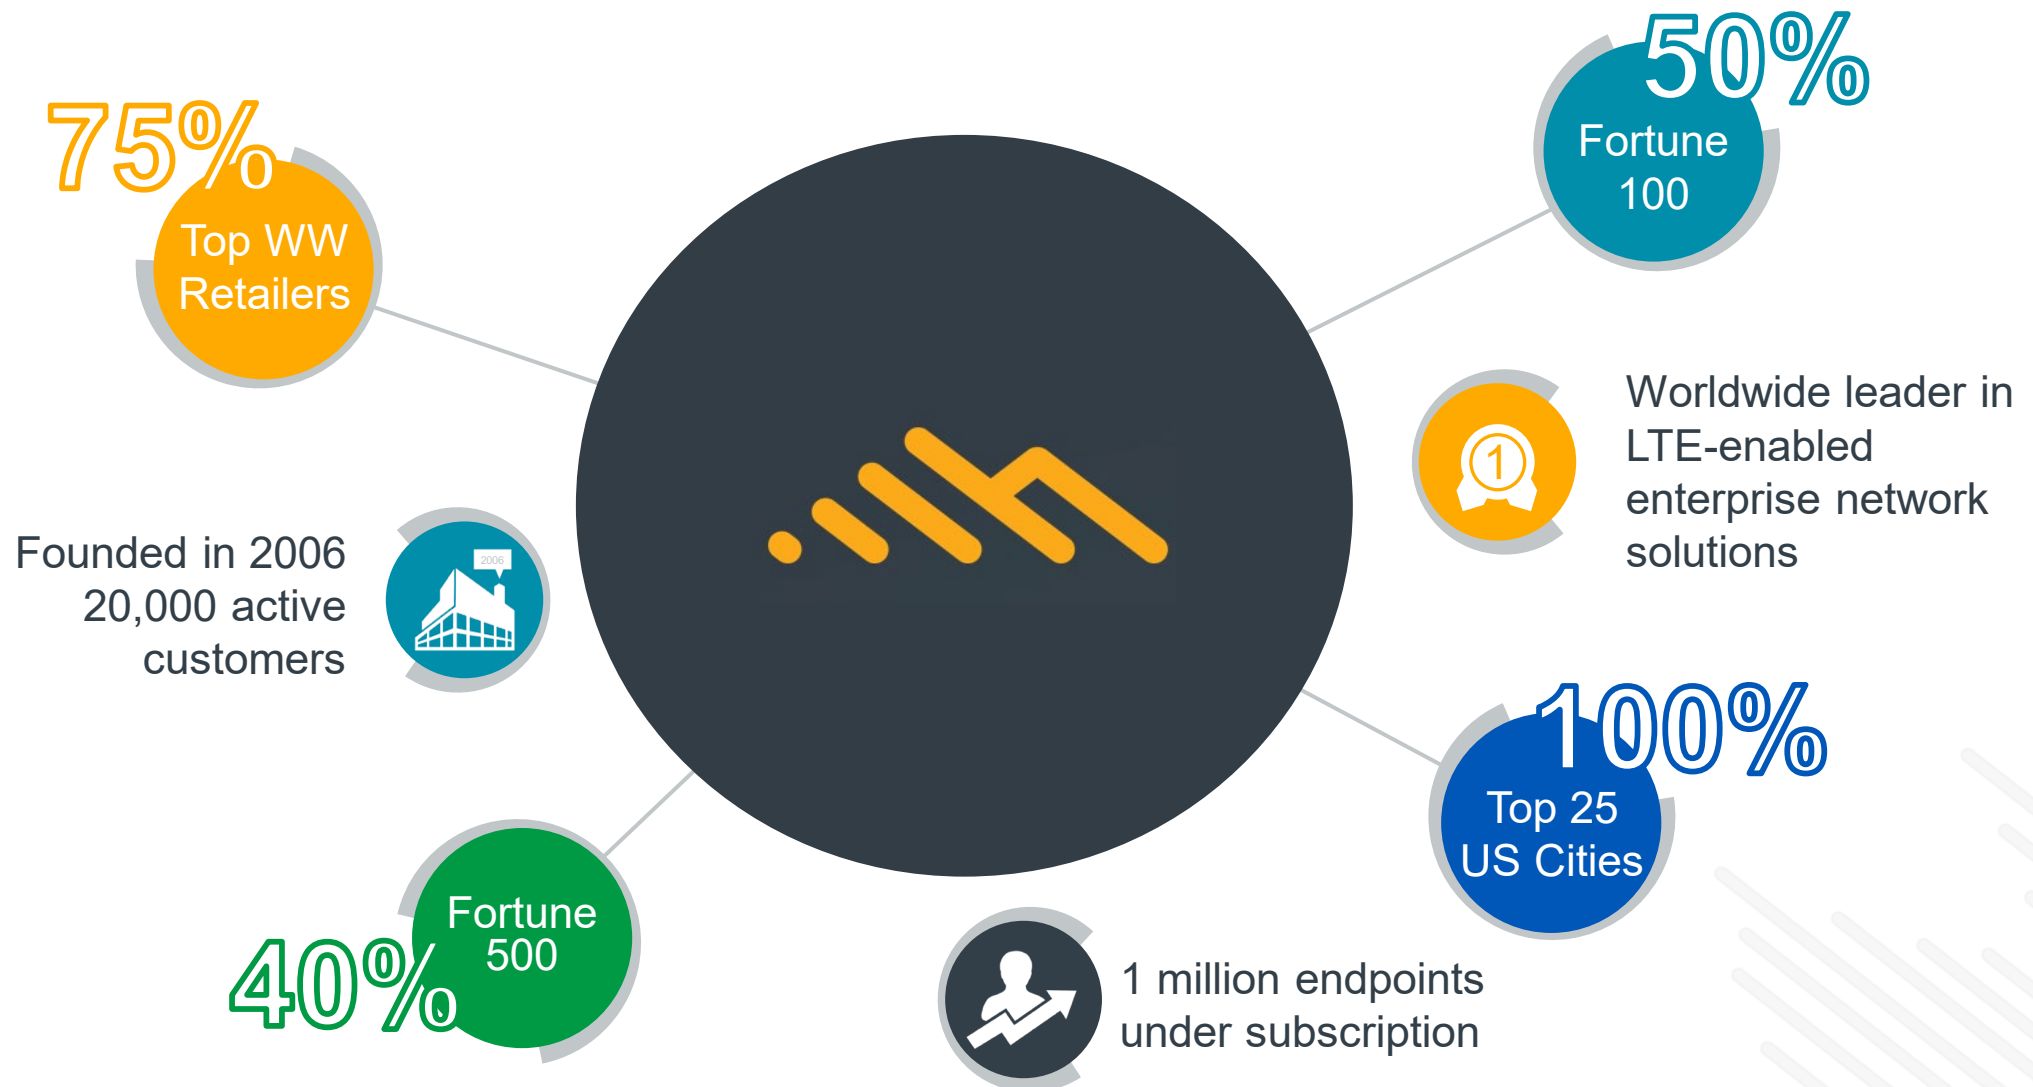 75%
Top WW
Retailers
50%
Fortune
100
Worldwide leader in
LTE-enabled
enterprise network
solutions
1
Founded in 2006
20,000 active
customers
2006
100%
Top 25
US Cities
Fortune
500
40%
1 million endpoints
under subscription